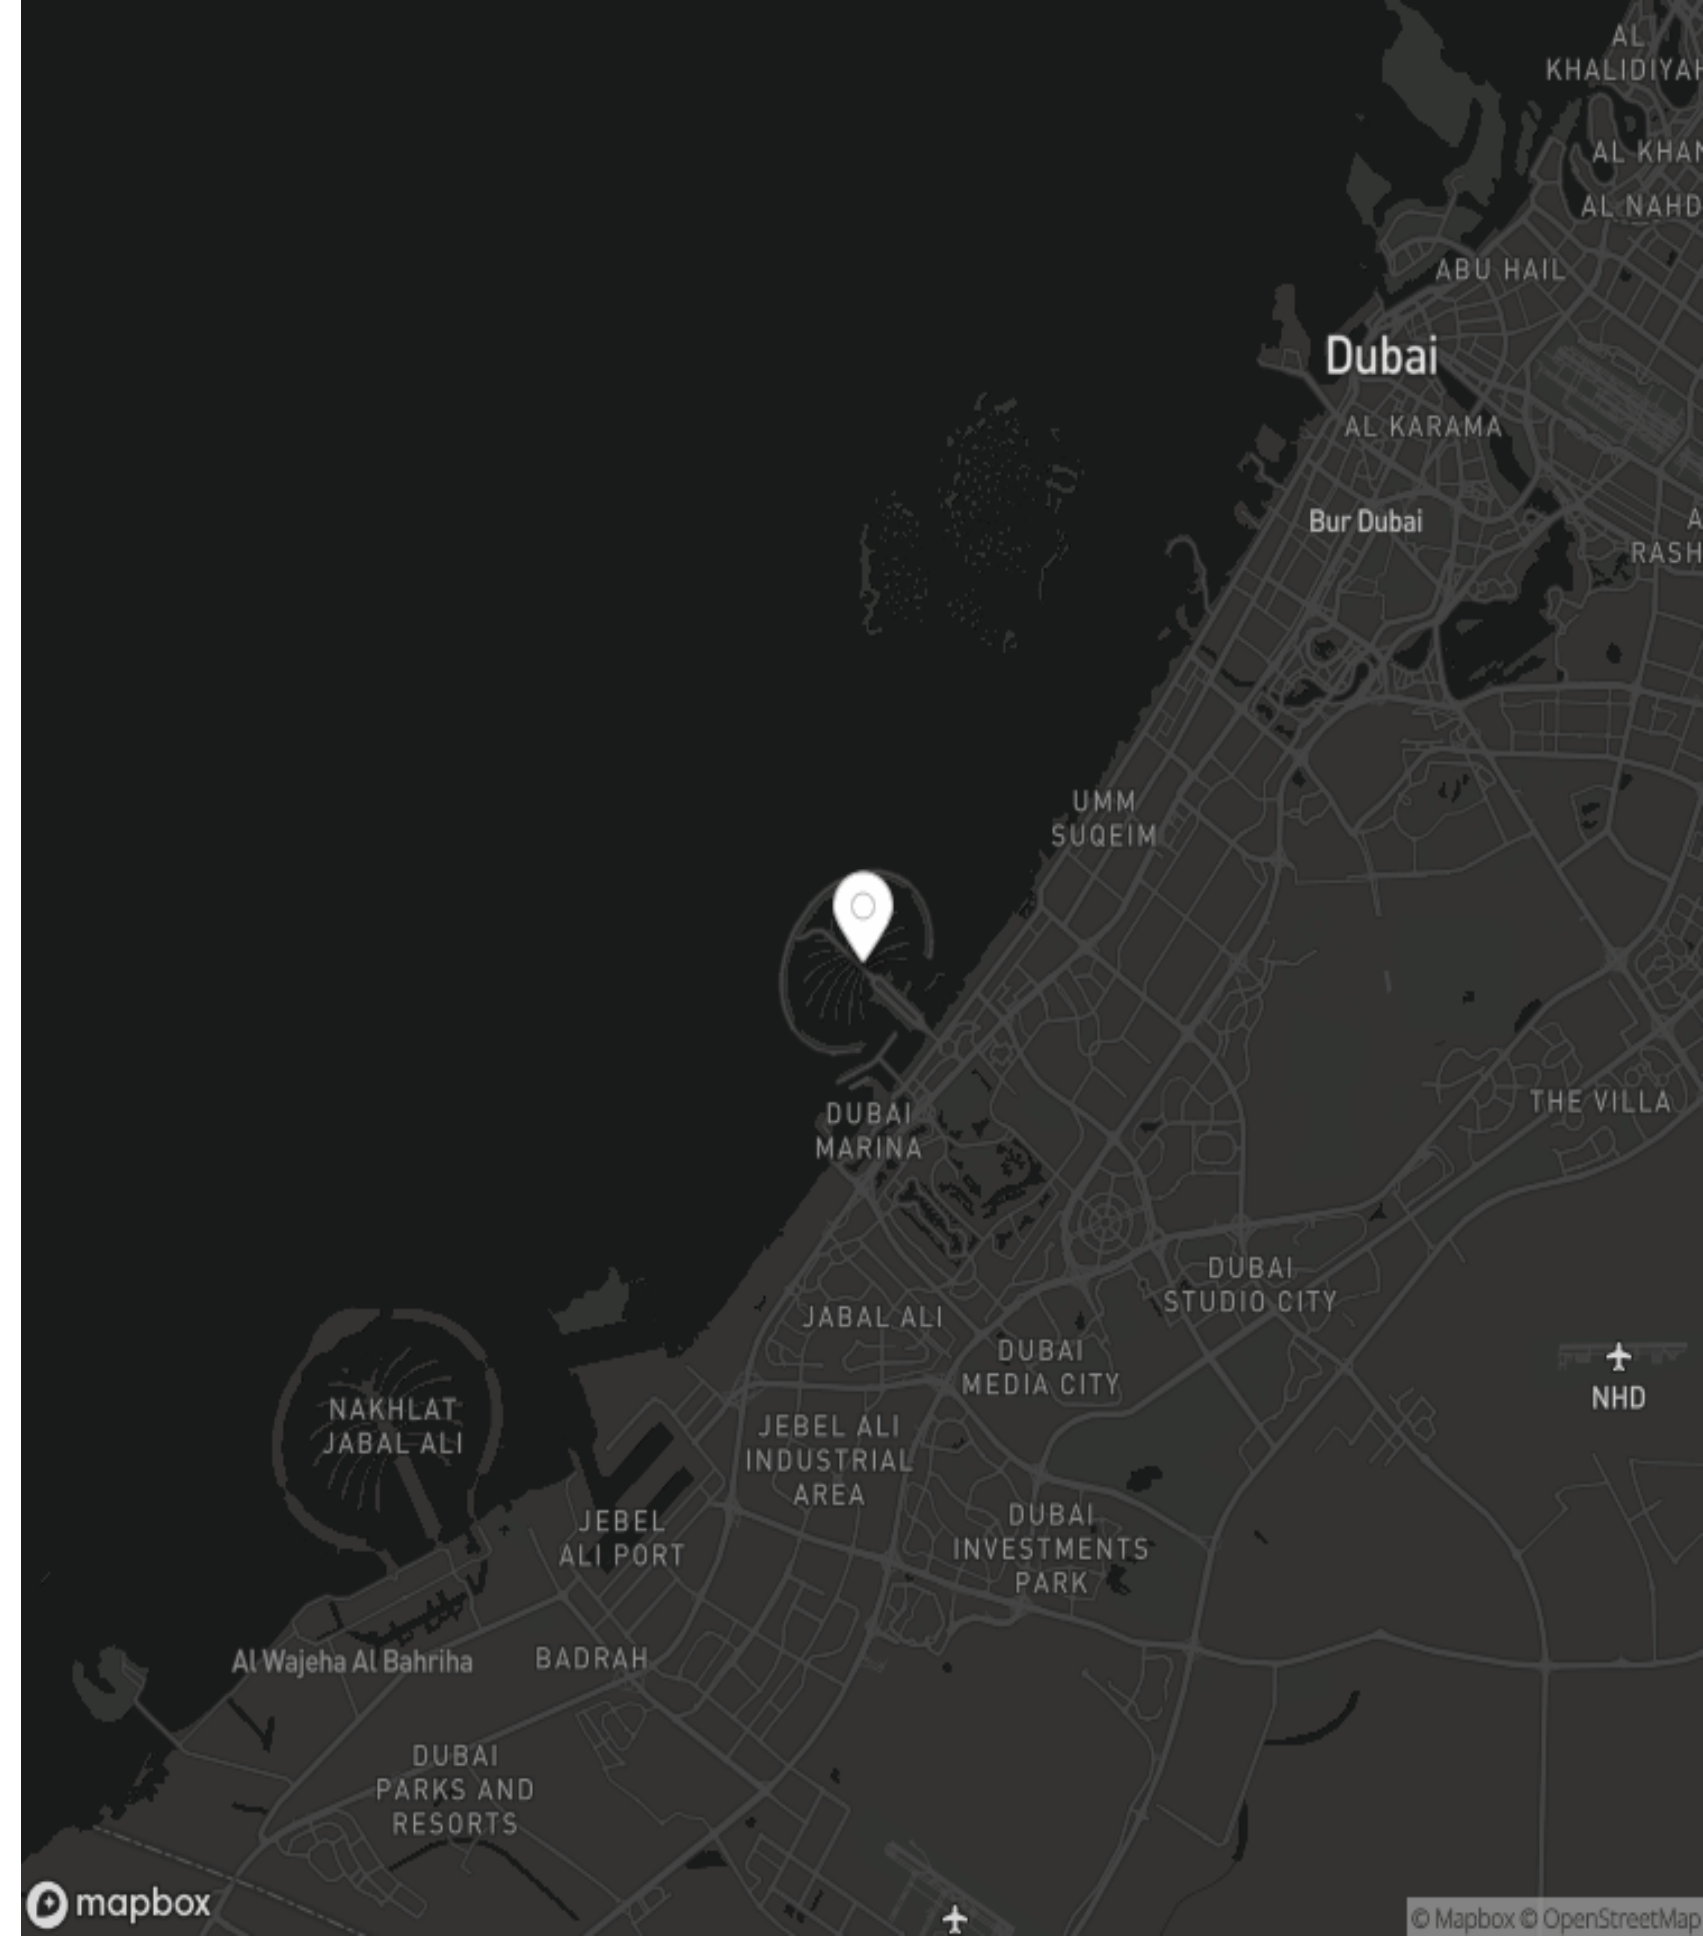 AL
KHALIDIYAH
AL KHAN
AL NAHD
ABU HAIL
Dubai
AL KARAMA
Bur Dubai
A
RASH
UMM
SUQEIM
THE VILLA
DUBAI
MARINA
DUBAI
STUDIO CITY
JABAL ALI
DUBAI
MEDIA CITY
NHD
NAKHLAT
JABAL ALI
JEBEL ALI
INDUSTRIAL
AREA
JEBEL
ALI PORT
DUBAI
INVESTMENTS
PARK
Al Wajeha Al Bahriha
BADRAH
DUBAI
PARKS AND
RESORTS
mapbox
© Mapbox © OpenStreetMap